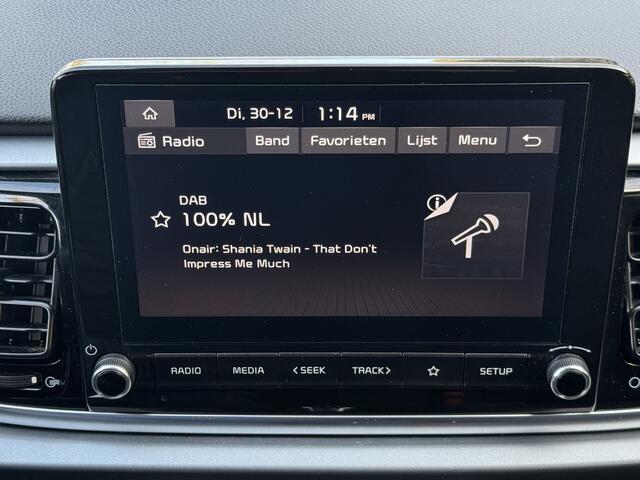 Di, 30-12 1:14 PM
Radio Band Favorieten Lijst Menu
DAB
100% NL
Onair: Shania Twain - That Don't
Impress Me Much
RADIO MEDIA <SEEK TRACK> SETUP